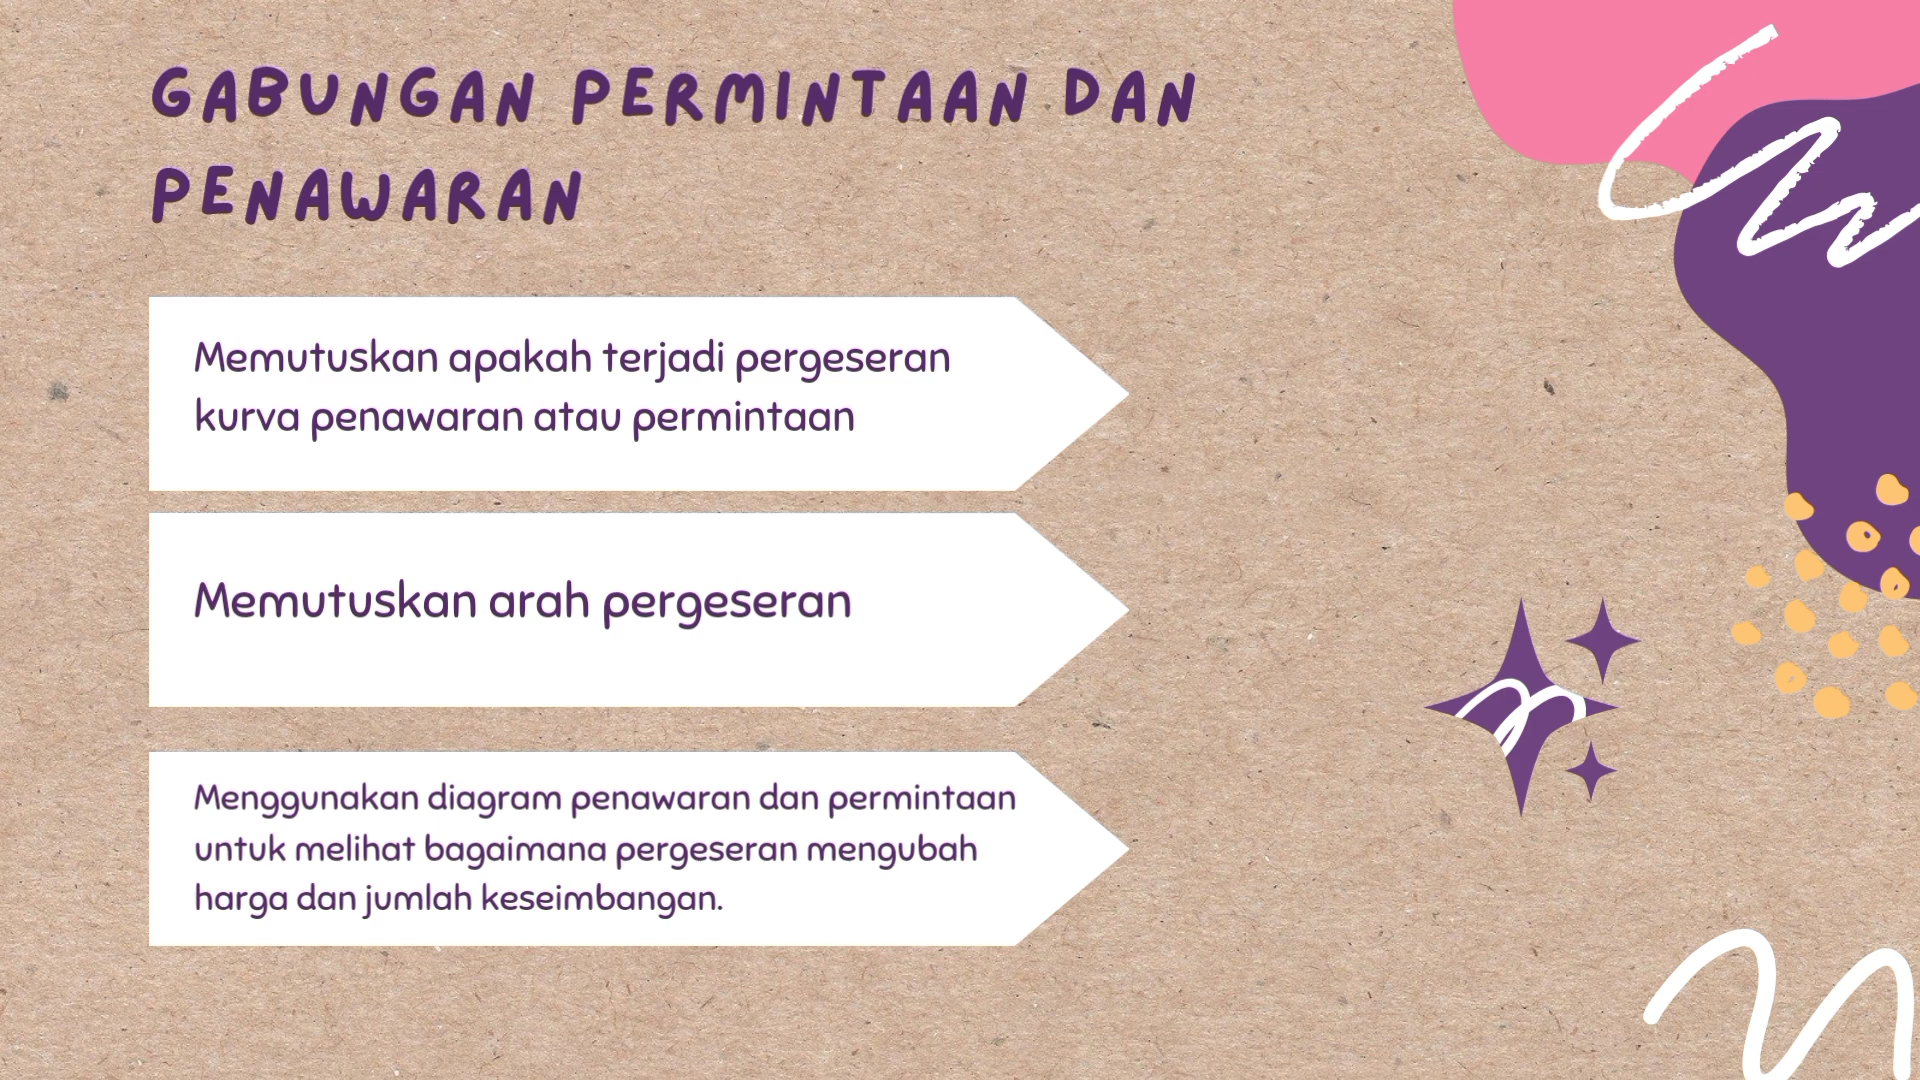 GABUNGAN PERMINTAAN DAN
PENAWARAN
Memutuskan apakah terjadi pergeseran
kurva penawaran atau permintaan
Memutuskan arah pergeseran
Menggunakan diagram penawaran dan permintaan
untuk melihat bagaimana pergeseran mengubah
harga dan jumlah keseimbangan.